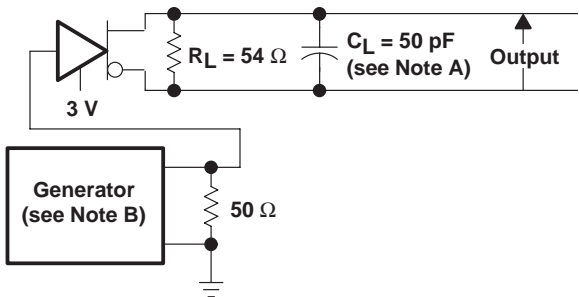 R_L = 54 Ω
C_L = 50 pF
(see Note A)
Output
3 V
Generator
(see Note B)
50 Ω